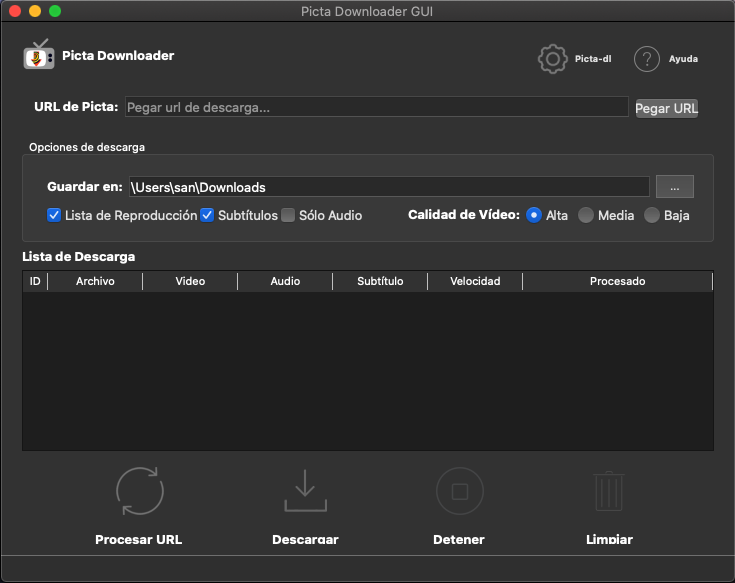 Picta Downloader GUI
Picta Downloader
Picta-dl
? Ayuda
URL de Picta: Pegar url de descarga... Pegar URL
Opciones de descarga
Guardar en: \Users\san\Downloads ...
Lista de Reproducción Subtítulos Sólo Audio Calidad de Vídeo: Alta Media Baja
Lista de Descarga
ID Archivo Video Audio Subtítulo Velocidad Procesado
Procesar URL Descargar Detener Limpiar